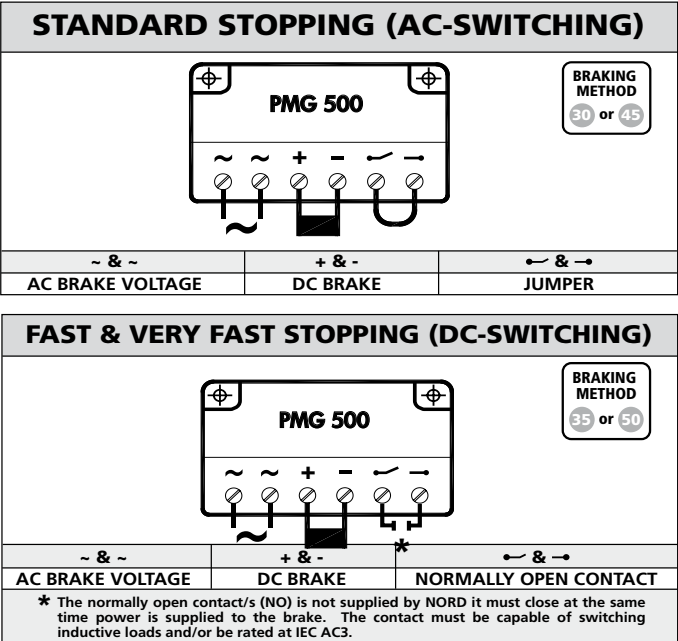 STANDARD STOPPING (AC-SWITCHING)
PMG 500
BRAKING
METHOD
30 or 45
~ ~ + -
~
~ & ~ + & - &
AC BRAKE VOLTAGE DC BRAKE JUMPER
FAST & VERY FAST STOPPING (DC-SWITCHING)
PMG 500
BRAKING
METHOD
35 or 50
~ ~ + -
~ *
~ & ~ + & - &
AC BRAKE VOLTAGE DC BRAKE NORMALLY OPEN CONTACT
* The normally open contact/s (NO) is not supplied by NORD it must close at the same
time power is supplied to the brake. The contact must be capable of switching
inductive loads and/or be rated at IEC AC3.